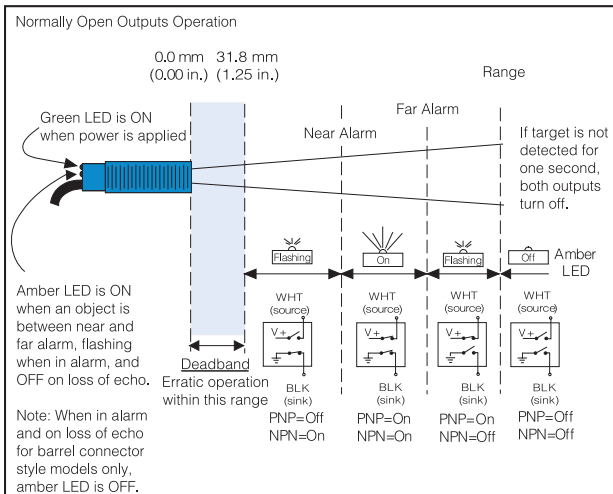 Normally Open Outputs Operation
0.0 mm 31.8 mm
(0.00 in.) (1.25 in.)
Range
Far Alarm
Near Alarm
Green LED is ON
when power is applied
If target is not
detected for
one second,
both outputs
turn off.
Flashing
On
Flashing
Off
Amber
LED
Amber LED is ON
when an object is
between near and
far alarm, flashing
when in alarm, and
OFF on loss of echo.
Note: When in alarm
and on loss of echo
for barrel connector
style models only,
amber LED is OFF.
Deadband
Erratic operation
within this range
WHT
(source)
V+
BLK
(sink)
PNP=Off
NPN=On
WHT
(source)
V+
BLK
(sink)
PNP=On
NPN=On
WHT
(source)
V+
BLK
(sink)
PNP=On
NPN=Off
WHT
(source)
V+
BLK
(sink)
PNP=Off
NPN=Off